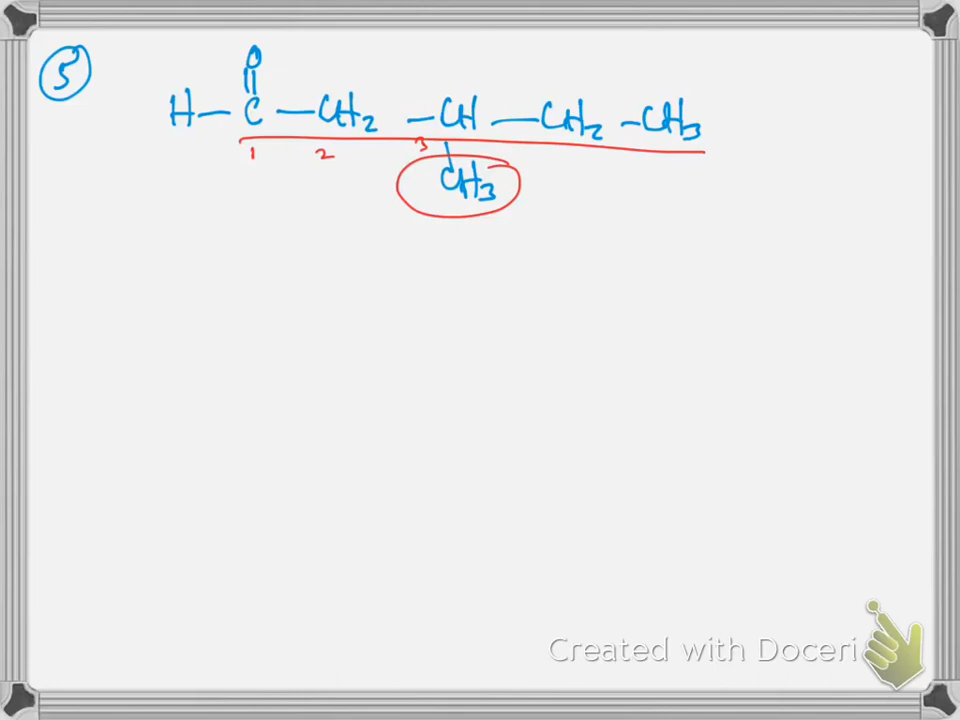 5
O
H-C-CH2-CH-CH2-CH3
1 2 3
CH3
Created with Doceri